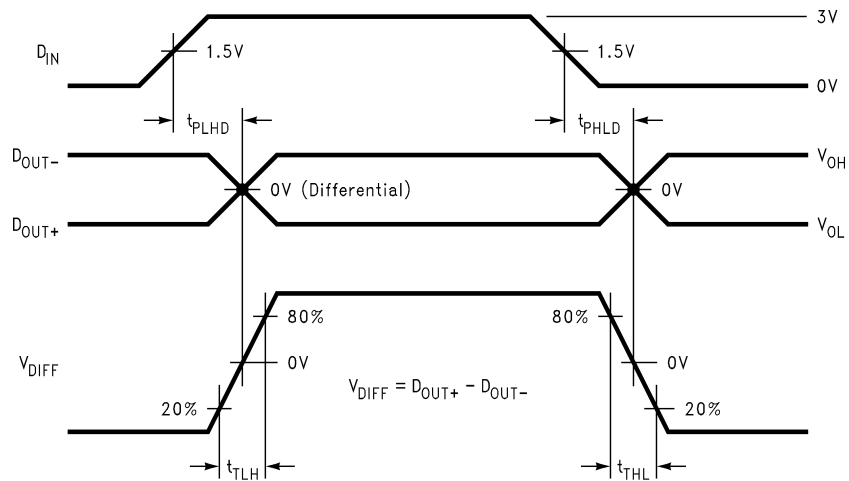 3V
D_IN
1.5V
1.5V
0V
t_PLHD
t_PHLD
D_OUT−
V_OH
0V (Differential)
0V
D_OUT+
V_OL
80%
80%
V_DIFF
0V
0V
V_DIFF = D_OUT+ − D_OUT−
20%
20%
t_TLH
t_THL